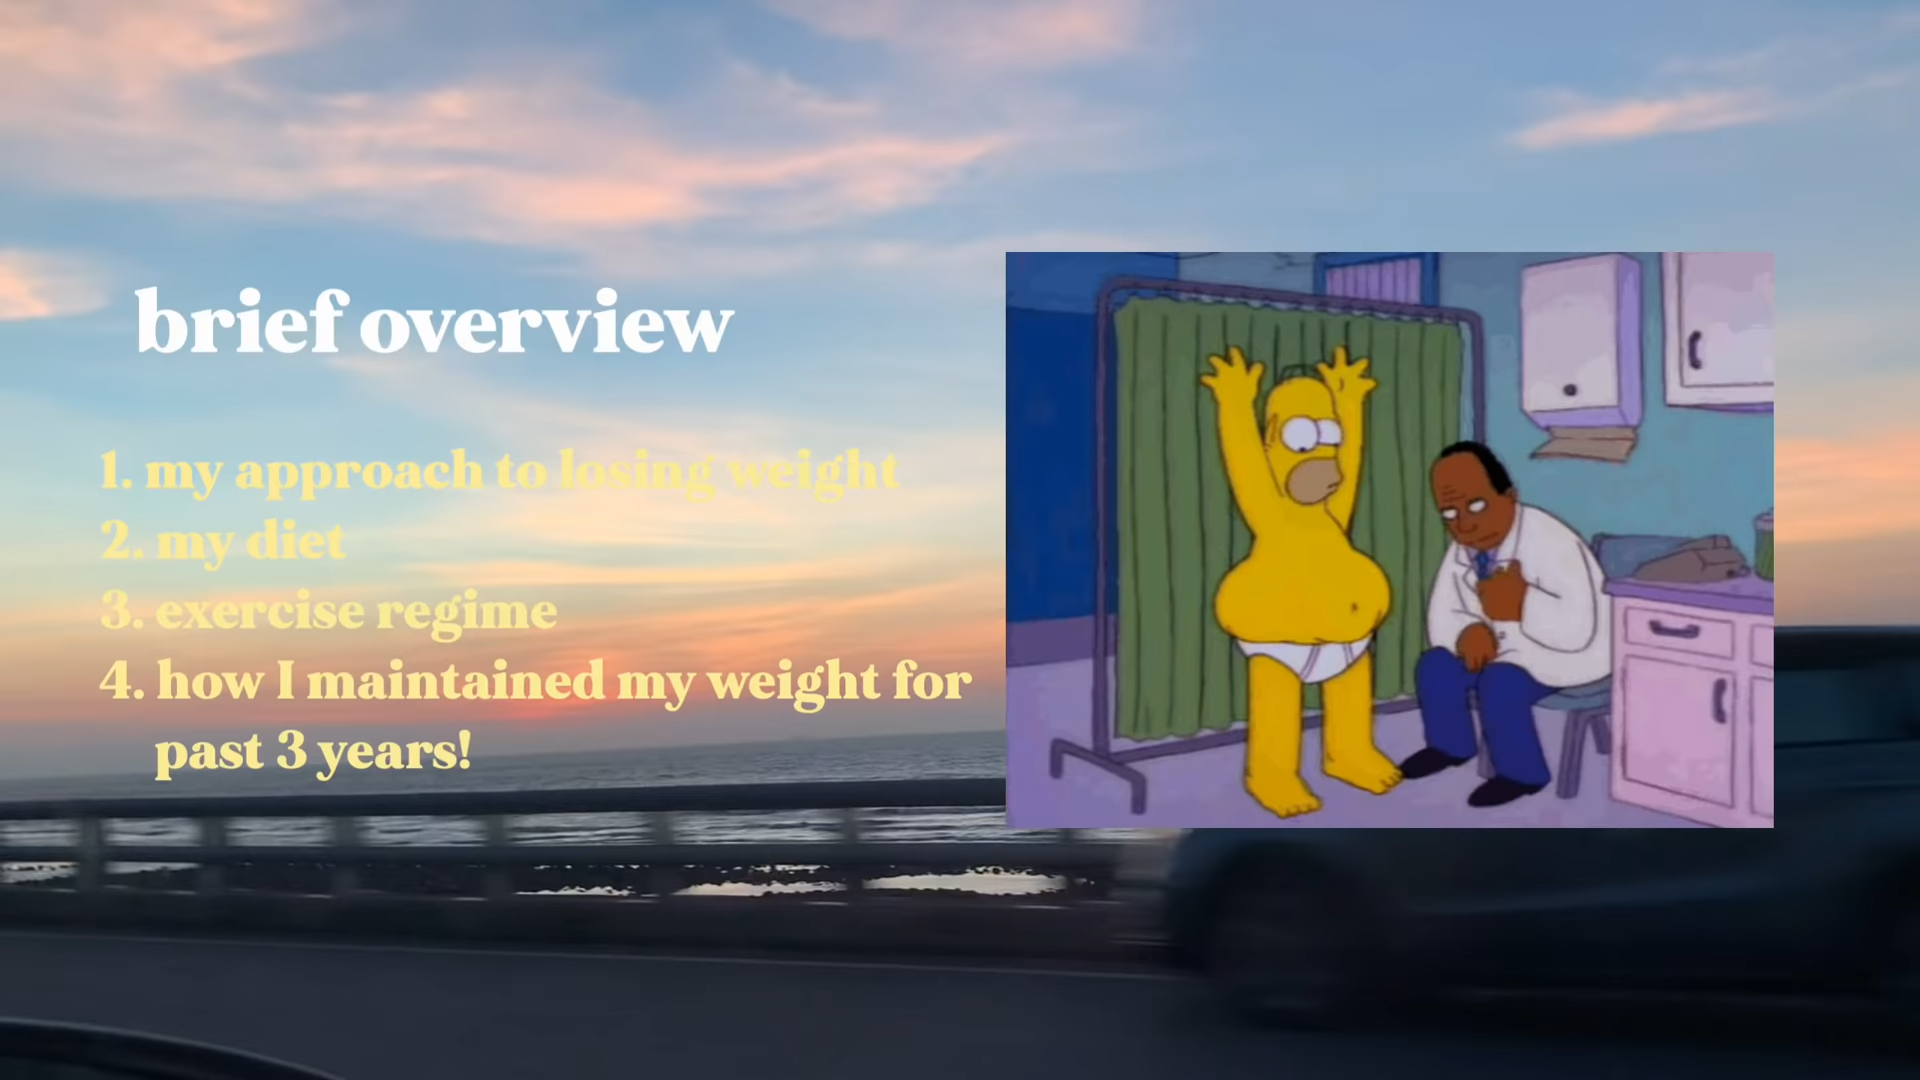 brief overview
1. my approach to losing weight
2. my diet
3. exercise regime
4. how I maintained my weight for
past 3 years!